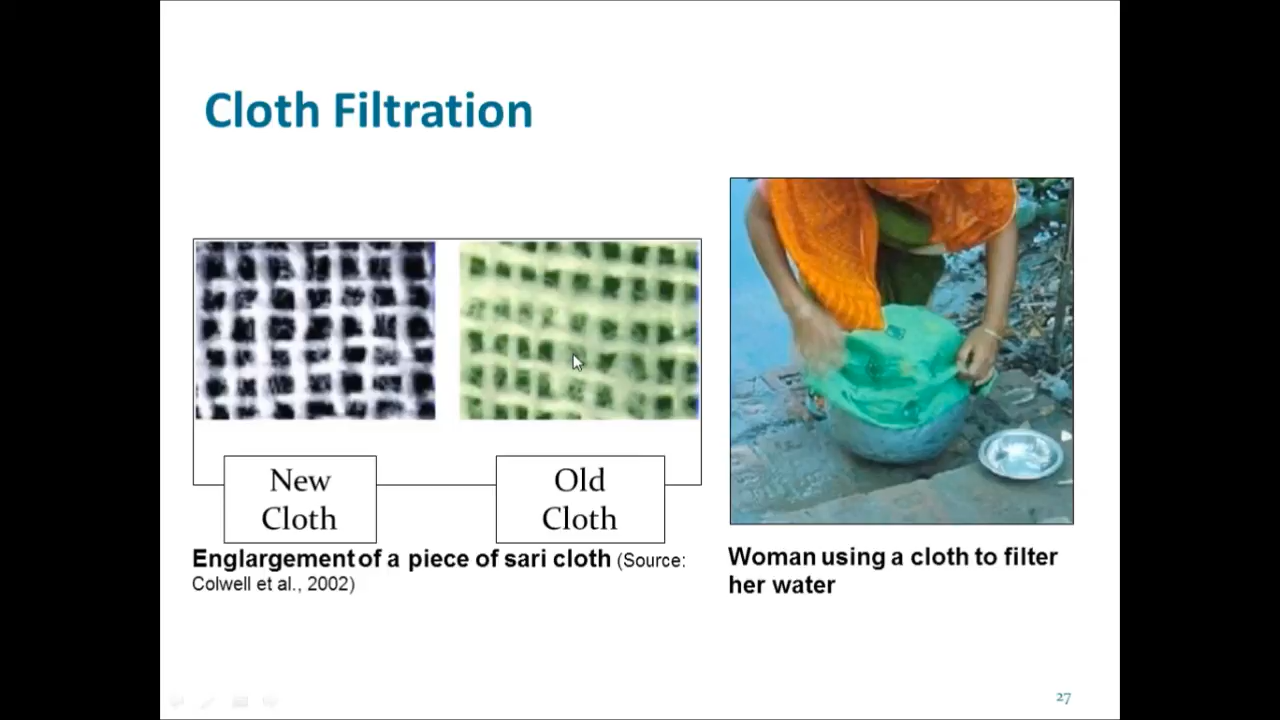 Cloth Filtration
New
Cloth
Old
Cloth
Englargement of a piece of sari cloth (Source:
Colwell et al., 2002)
Woman using a cloth to filter
her water
27